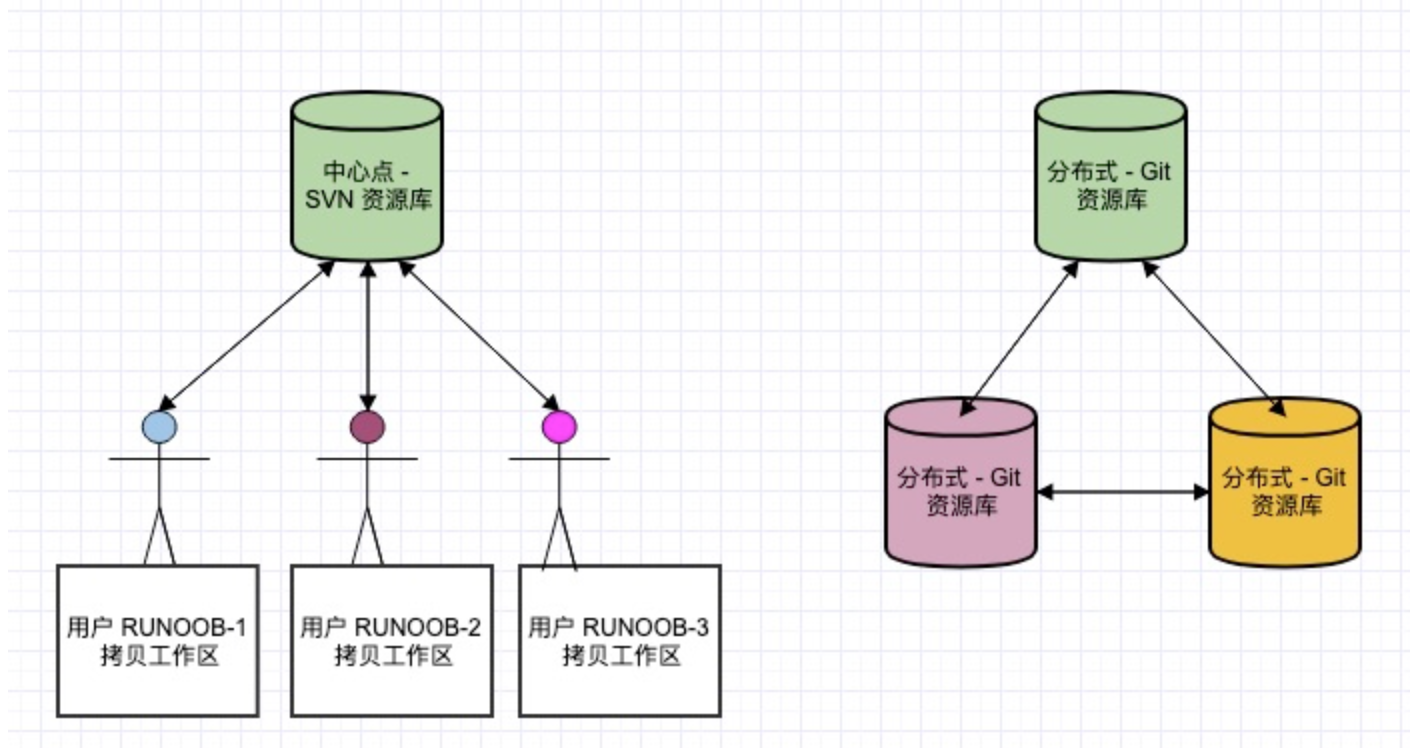 中心点 -
SVN 资源库
用户 RUNOOB-1
拷贝工作区
用户 RUNOOB-2
拷贝工作区
用户 RUNOOB-3
拷贝工作区
分布式 - Git
资源库
分布式 - Git
资源库
分布式 - Git
资源库